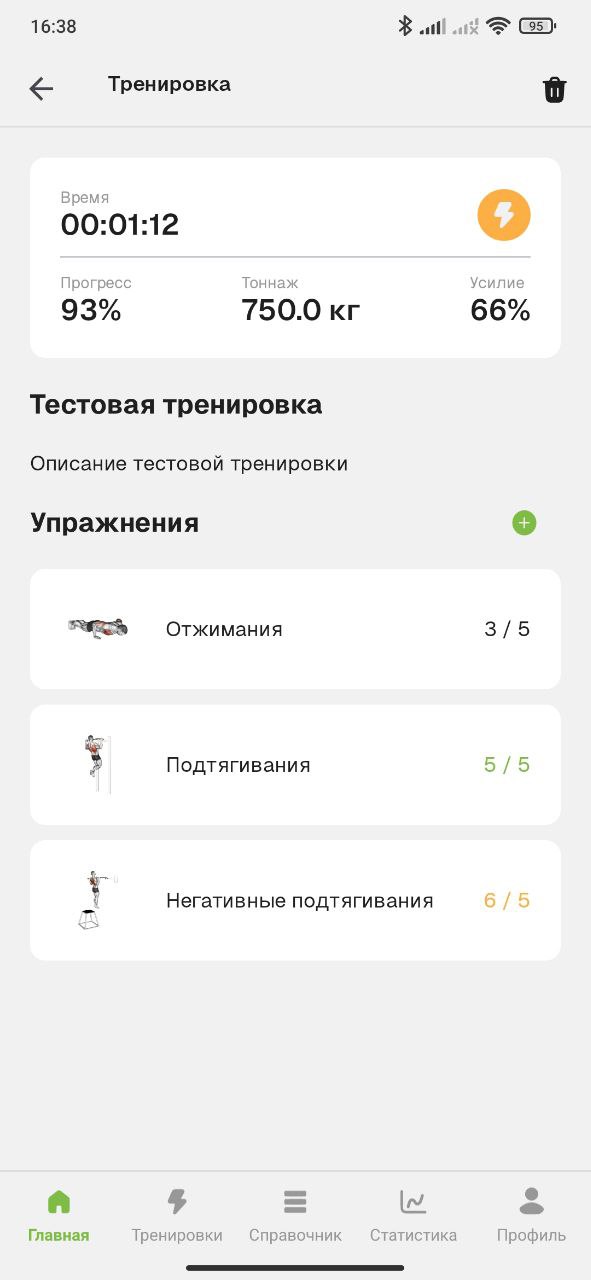 16:38
95
Тренировка
Время
00:01:12
Прогресс Тоннаж Усилие
93% 750.0 кг 66%
Тестовая тренировка
Описание тестовой тренировки
Упражнения
Отжимания 3 / 5
Подтягивания 5 / 5
Негативные подтягивания 6 / 5
Главная Тренировки Справочник Статистика Профиль